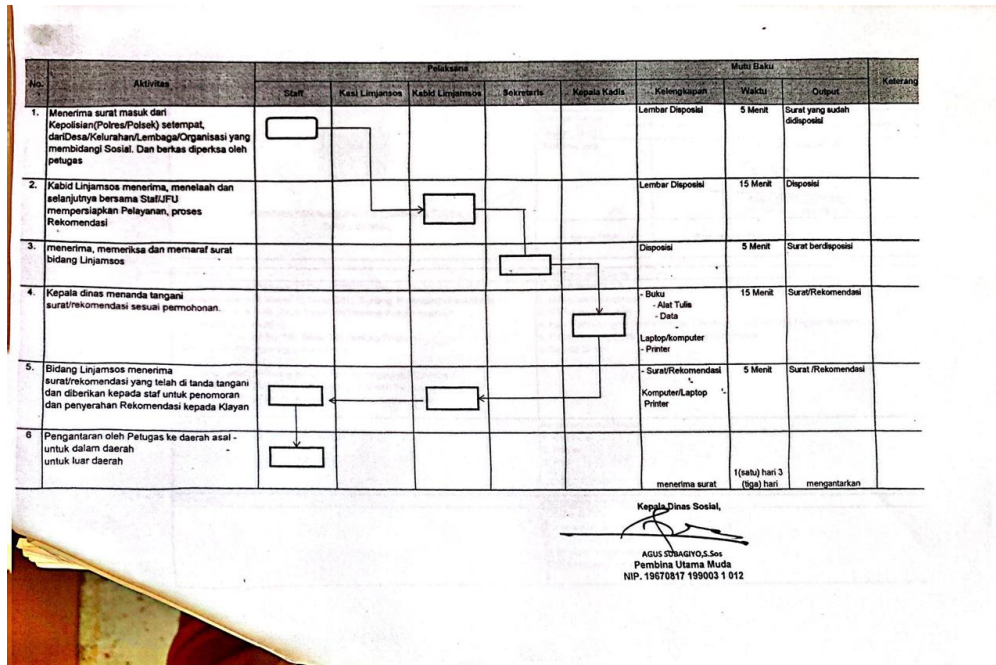 No. Aktivitas Pelaksana Mutu Baku
Staff Kasi Limjamsos Kabid Limjamsos Sekretaris Kepala Kadis Kelengkapan Waktu Output Keterang
1. Menerima surat masuk dari Lembar Disposisi 5 Menit Surat yang sudah
Kepolisian(Polres/Polsek) setempat, didisposisi
dariDesa/Kelurahan/Lembaga/Organisasi yang
membidangi Sosial. Dan berkas diperksa oleh
petugas
2. Kabid Linjamsos menerima, menelaah dan Lembar Disposisi 15 Menit Disposisi
selanjutnya bersama Staf/JFU
mempersiapkan Pelayanan, proses
Rekomendasi
3. menerima, memeriksa dan memaraf surat Disposisi 5 Menit Surat berdisposisi
bidang Linjamsos
4. Kepala dinas menanda tangani - Buku 15 Menit Surat/Rekomendasi
surat/rekomendasi sesuai permohonan. - Alat Tulis
- Data
-
Laptop/komputer
- Printer
5. Bidang Linjamsos menerima - Surat/Rekomendasi 5 Menit Surat /Rekomendasi
surat/rekomendasi yang telah di tanda tangani
dan diberikan kepada staf untuk penomoran Komputer/Laptop
dan penyerahan Rekomendasi kepada Klayan Printer
6 Pengantaran oleh Petugas ke daerah asal -
untuk dalam daerah
untuk luar daerah
1(satu) hari 3
menerima surat (tiga) hari mengantarkan
Kepala Dinas Sosial,
AGUS SUBAGIYO,S.Sos
Pembina Utama Muda
NIP. 19670817 199003 1 012